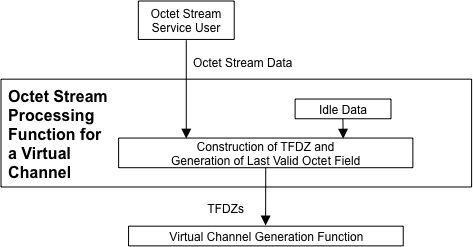 Octet Stream
Service User
Octet Stream Data
Octet Stream
Processing
Function for
a Virtual
Channel
Idle Data
Construction of TFDZ and
Generation of Last Valid Octet Field
TFDZs
Virtual Channel Generation Function